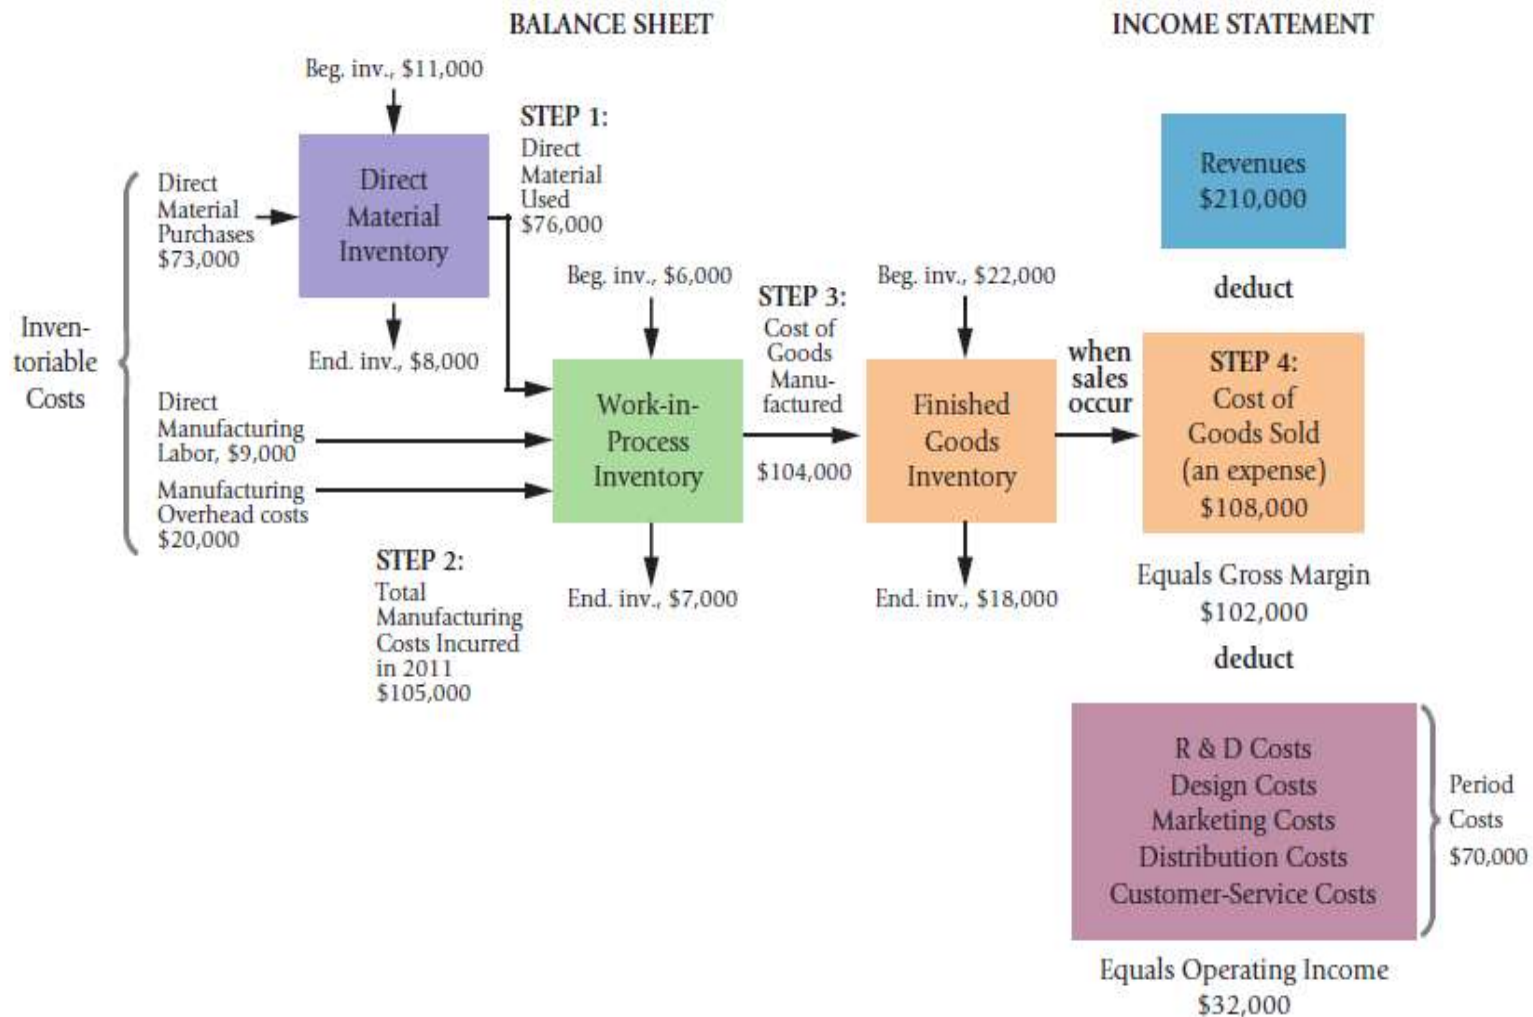 BALANCE SHEET
INCOME STATEMENT
Beg. inv., $11,000
STEP 1:
Direct
Material
Used
$76,000
Direct
Material
Purchases
$73,000
Direct
Material
Inventory
End. inv., $8,000
Inven-
toriable
Costs
Direct
Manufacturing
Labor, $9,000
Manufacturing
Overhead costs
$20,000
STEP 2:
Total
Manufacturing
Costs Incurred
in 2011
$105,000
Beg. inv., $6,000
Work-in-
Process
Inventory
End. inv., $7,000
STEP 3:
Cost of
Goods
Manu-
factured
$104,000
Beg. inv., $22,000
Finished
Goods
Inventory
End. inv., $18,000
when
sales
occur
Revenues
$210,000
deduct
STEP 4:
Cost of
Goods Sold
(an expense)
$108,000
Equals Gross Margin
$102,000
deduct
R & D Costs
Design Costs
Marketing Costs
Distribution Costs
Customer-Service Costs
Period
Costs
$70,000
Equals Operating Income
$32,000